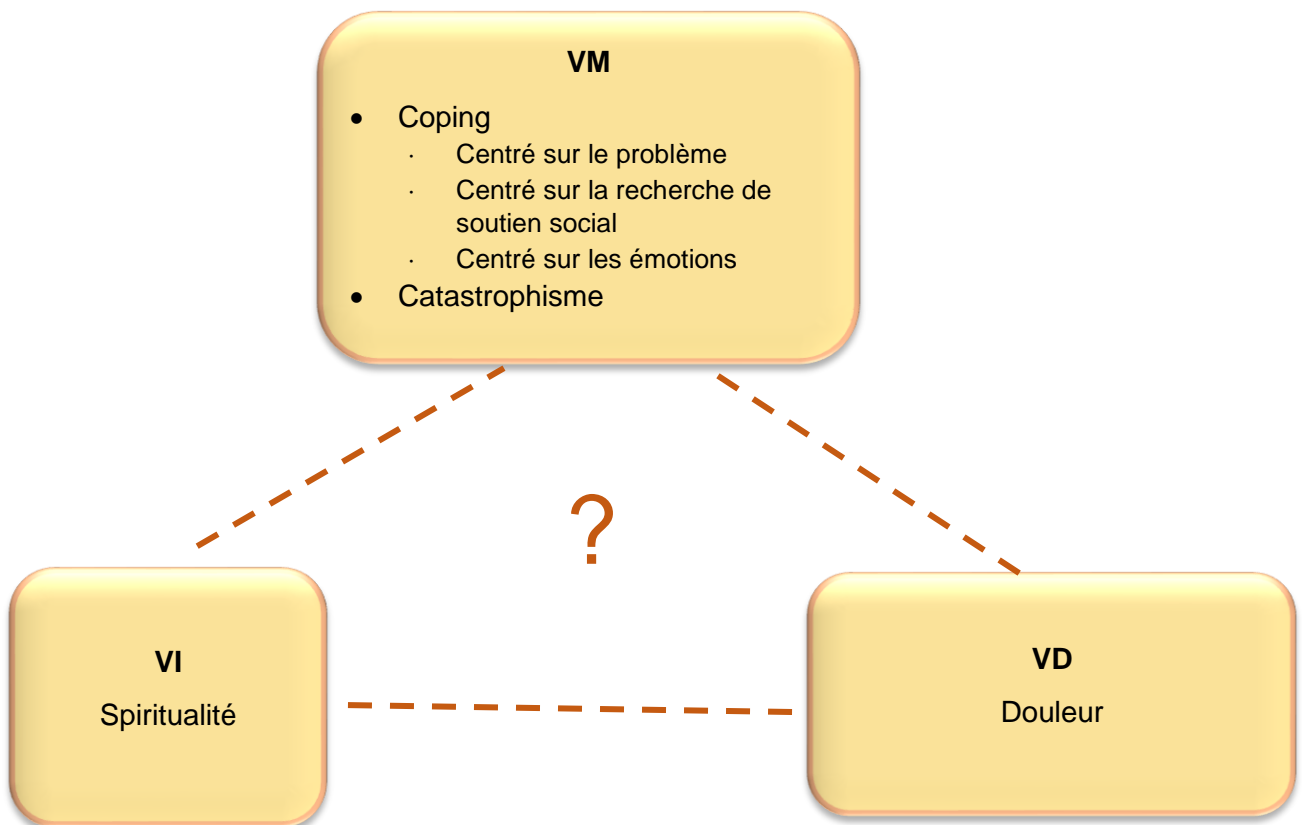 VM
• Coping
· Centré sur le problème
· Centré sur la recherche de
soutien social
· Centré sur les émotions
• Catastrophisme
?
VI
Spiritualité
VD
Douleur